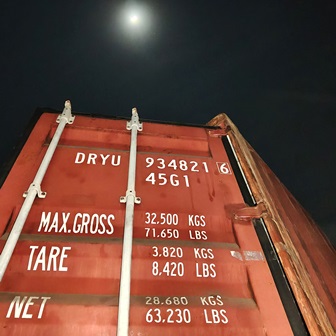 DRYU 934821 6
45G1
MAX.GROSS 32,500 KGS
71,650 LBS
TARE 3,820 KGS
8,420 LBS
NET 28,680 KGS
63,230 LBS